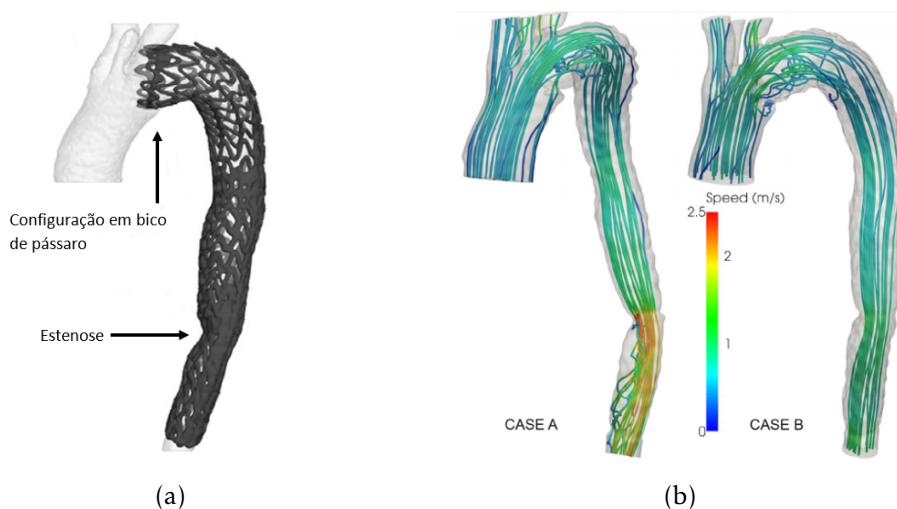 Configuração em bico
de pássaro
Estenose
(a)
Speed (m/s)
2.5
2
1
0
CASE A
CASE B
(b)